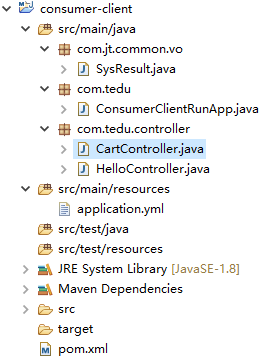 consumer-client
src/main/java
com.jt.common.vo
SysResult.java
com.tedu
ConsumerClientRunApp.java
com.tedu.controller
CartController.java
HelloController.java
src/main/resources
application.yml
src/test/java
src/test/resources
JRE System Library [JavaSE-1.8]
Maven Dependencies
src
target
pom.xml